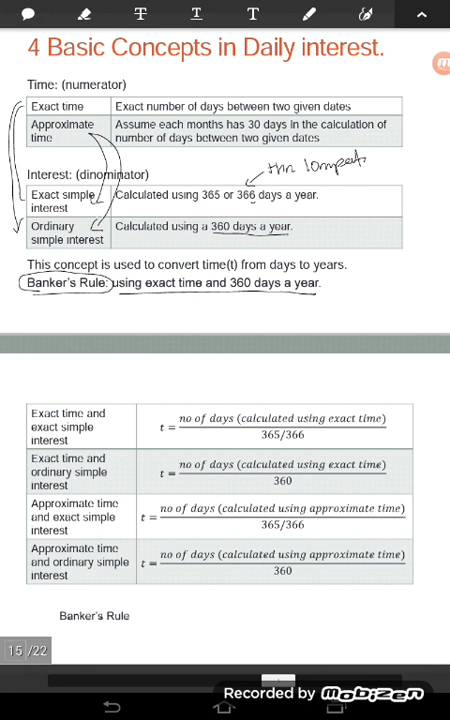 4 Basic Concepts in Daily interest.
Time: (numerator)
Exact time
Exact number of days between two given dates
Approximate
time
Assume each months has 30 days in the calculation of
number of days between two given dates
Interest: (dinominator)
Exact simple
interest
Calculated using 365 or 366 days a year.
Ordinary
simple interest
Calculated using a 360 days a year.
This concept is used to convert time(t) from days to years.
Banker's Rule: using exact time and 360 days a year.
Exact time and
exact simple
interest
t = no of days (calculated using exact time)
365/366
Exact time and
ordinary simple
interest
t = no of days (calculated using exact time)
360
Approximate time
and exact simple
interest
t = no of days (calculated using approximate time)
365/366
Approximate time
and ordinary simple
interest
t = no of days (calculated using approximate time)
360
Banker's Rule
15 /22
Recorded by MOBIZEN